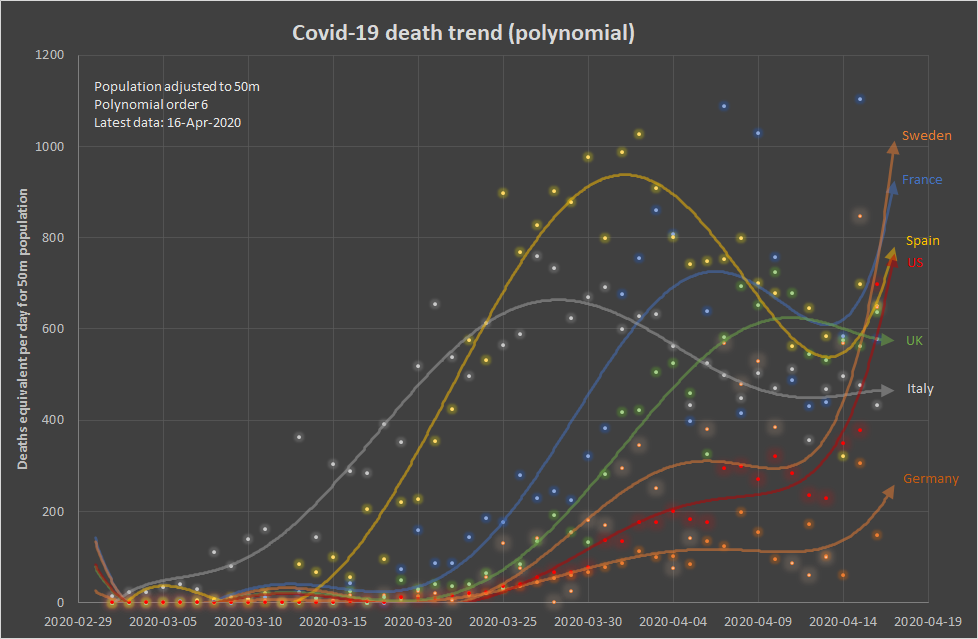 Covid-19 death trend (polynomial)
1200
Population adjusted to 50m
Polynomial order 6
Latest data: 16-Apr-2020
1000
800
600
400
200
0
Deaths equivalent per day for 50m population
Sweden
France
Spain
US
UK
Italy
Germany
2020-02-29 2020-03-05 2020-03-10 2020-03-15 2020-03-20 2020-03-25 2020-03-30 2020-04-04 2020-04-09 2020-04-14 2020-04-19